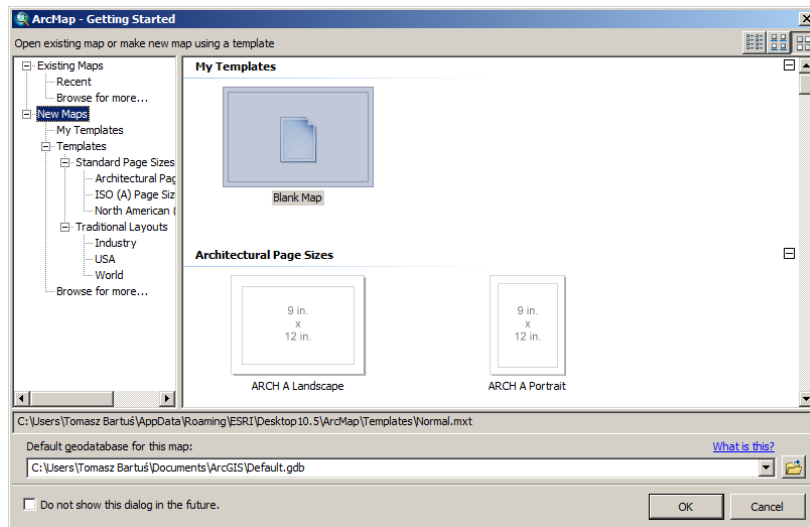 ArcMap - Getting Started
Open existing map or make new map using a template
Existing Maps
Recent
Browse for more...
New Maps
My Templates
Templates
Standard Page Sizes
Architectural Pag
ISO (A) Page Siz
North American (
Traditional Layouts
Industry
USA
World
Browse for more...
My Templates
Blank Map
Architectural Page Sizes
9 in.
x
12 in.
ARCH A Landscape
9 in.
x
12 in.
ARCH A Portrait
C:\Users\Tomasz Bartuś\AppData\Roaming\ESRI\Desktop10.5\ArcMap\Templates\Normal.mxt
Default geodatabase for this map:
What is this?
C:\Users\Tomasz Bartuś\Documents\ArcGIS\Default.gdb
Do not show this dialog in the future.
OK
Cancel